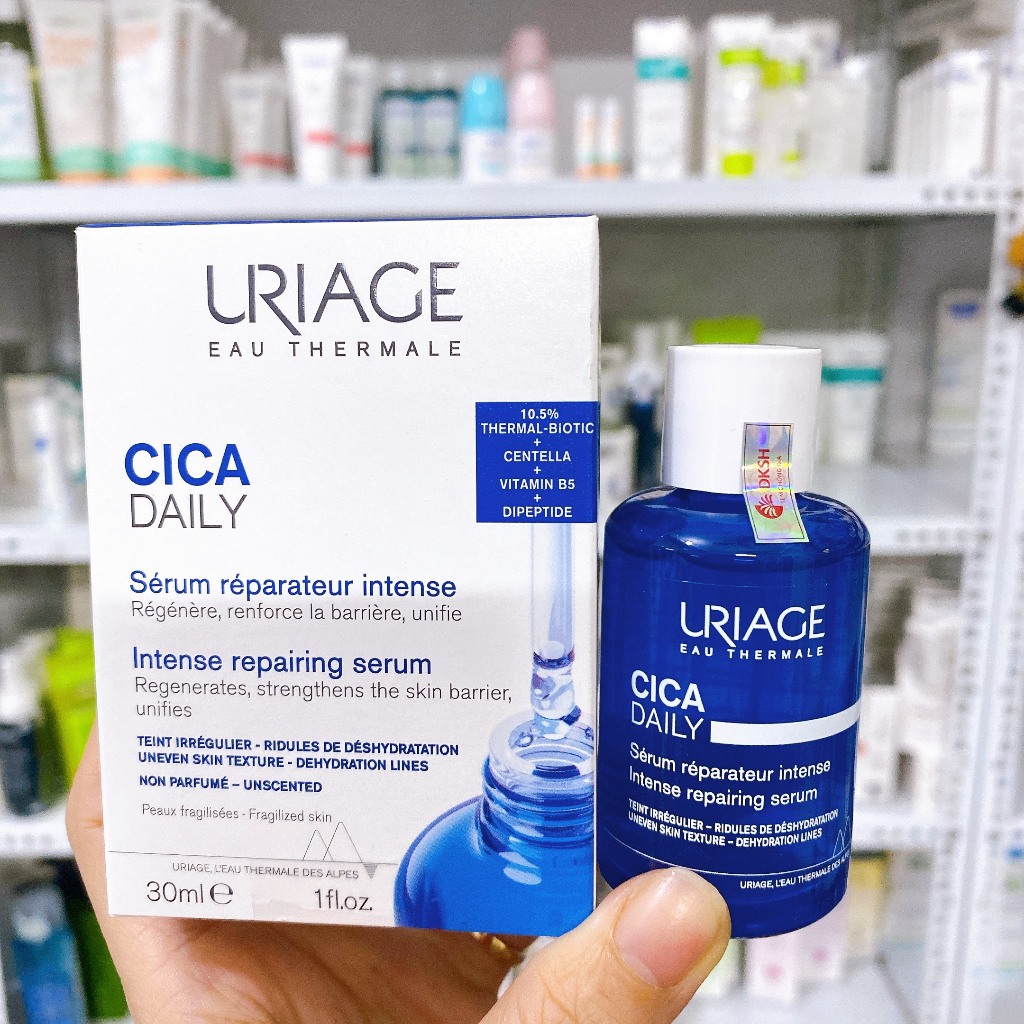 URIAGE
EAU THERMALE
10.5%
THERMAL-BIOTIC
+
CENTELLA
+
VITAMIN B5
+
DIPEPTIDE
CICA
DAILY
Sérum réparateur intense
Régénère, renforce la barrière, unifie
Intense repairing serum
Regenerates, strengthens the skin barrier,
unifies
TEINT IRRÉGULIER - RIDULES DE DÉSHYDRATATION
UNEVEN SKIN TEXTURE - DEHYDRATION LINES
NON PARFUMÉ – UNSCENTED
Peaux fragilisées - Fragilized skin
URIAGE, L'EAU THERMALE DES ALPES
30ml e
1fl.oz.
DKSH
URIAGE
EAU THERMALE
CICA
DAILY
Sérum réparateur intense
Intense repairing serum
TEINT IRRÉGULIER – RIDULES DE DÉSHYDRATATION
UNEVEN SKIN TEXTURE – DEHYDRATION LINES
URIAGE, L'EAU THERMALE DES ALPES